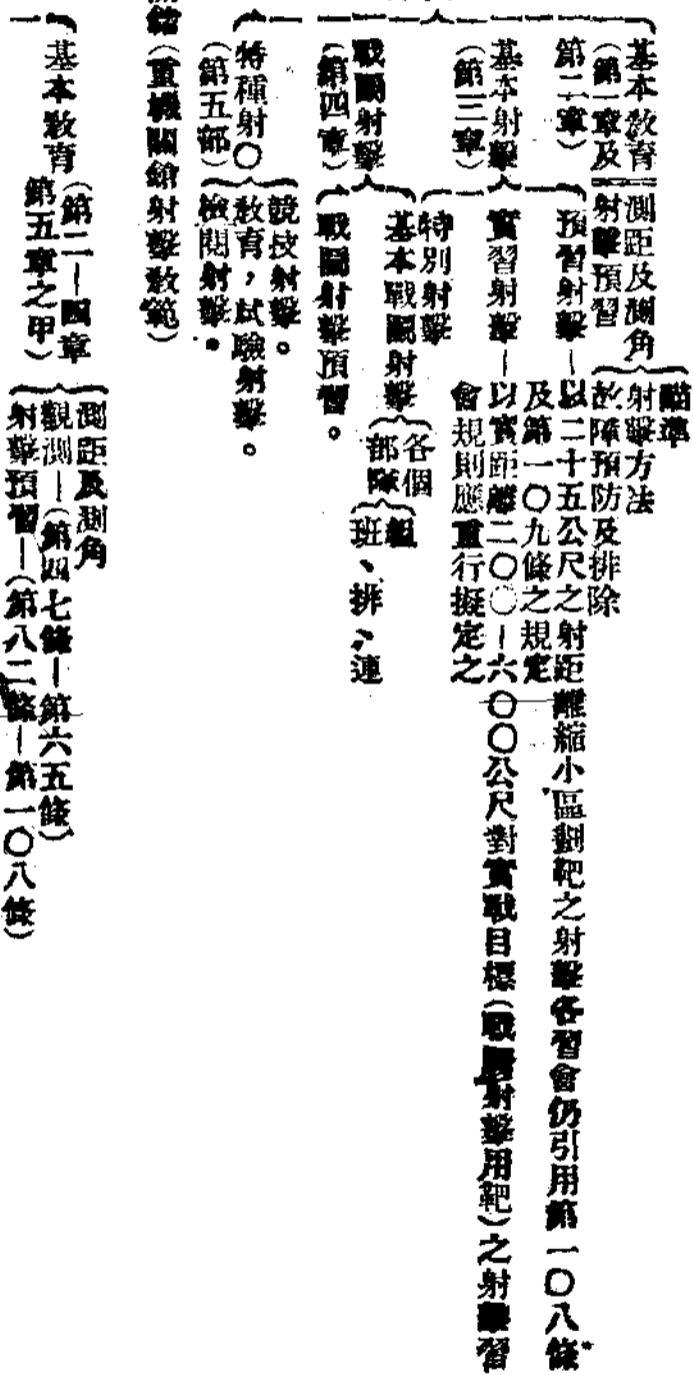 基本教育
(第一章及
第二章)
測距及測角
射擊預習
瞄準
射擊方法
故障預防及排除
基本射擊
(第三章)
預習射擊—以二十五公尺之射距離縮小區劃靶之射擊各習會仍引用第一〇八條
及第一〇九條之規定
實習射擊—以實距離二〇〇—六〇〇公尺對實戰目標(戰鬪射擊用靶)之射擊習
會規則應重行擬定之
特別射擊
戰鬪射擊
(第四章)
基本戰鬪射擊
各個
部隊
組
班、排、連
戰鬪射擊預習。
特種射〇
(第五部)
競技射擊。
教育,試驗射擊。
檢閱射擊。
(重機關鎗射擊教範)
基本教育
(第二—四章
第五章之甲)
測距及測角
觀測—(第四七條—第六五條)
射擊預習—(第八二條—第一〇八條)